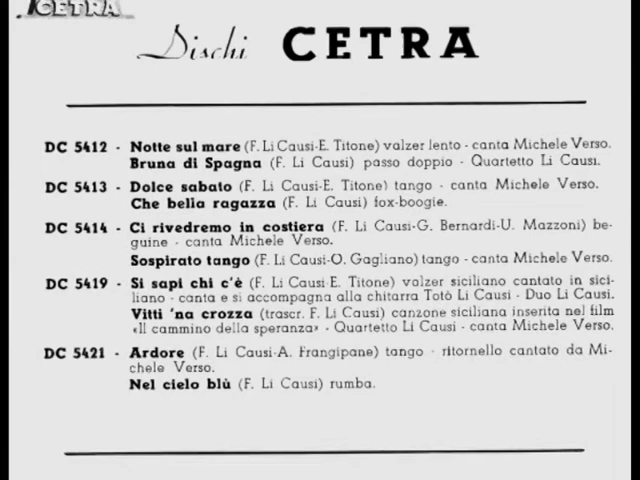 CETRA
Dischi CETRA
DC 5412 - Notte sul mare (F. Li Causi-E. Titone) valzer lento - canta Michele Verso.
Bruna di Spagna (F. Li Causi) passo doppio - Quartetto Li Causi.
DC 5413 - Dolce sabato (F. Li Causi-E. Titone) tango - canta Michele Verso.
Che bella ragazza (F. Li Causi) fox-boogie.
DC 5414 - Ci rivedremo in costiera (F. Li Causi-G. Bernardi-U. Mazzoni) be-
guine - canta Michele Verso.
Sospirato tango (F. Li Causi-O. Gagliano) tango - canta Michele Verso.
DC 5419 - Si sapi chi c'è (F. Li Causi-E. Titone) valzer siciliano cantato in sici-
liano - canta e si accompagna alla chitarra Totò Li Causi - Duo Li Causi.
Vitti 'na crozza (trascr. F. Li Causi) canzone siciliana inserita nel film
«Il cammino della speranza» - Quartetto Li Causi - canta Michele Verso.
DC 5421 - Ardore (F. Li Causi-A. Frangipane) tango - ritornello cantato da Mi-
chele Verso.
Nel cielo blù (F. Li Causi) rumba.